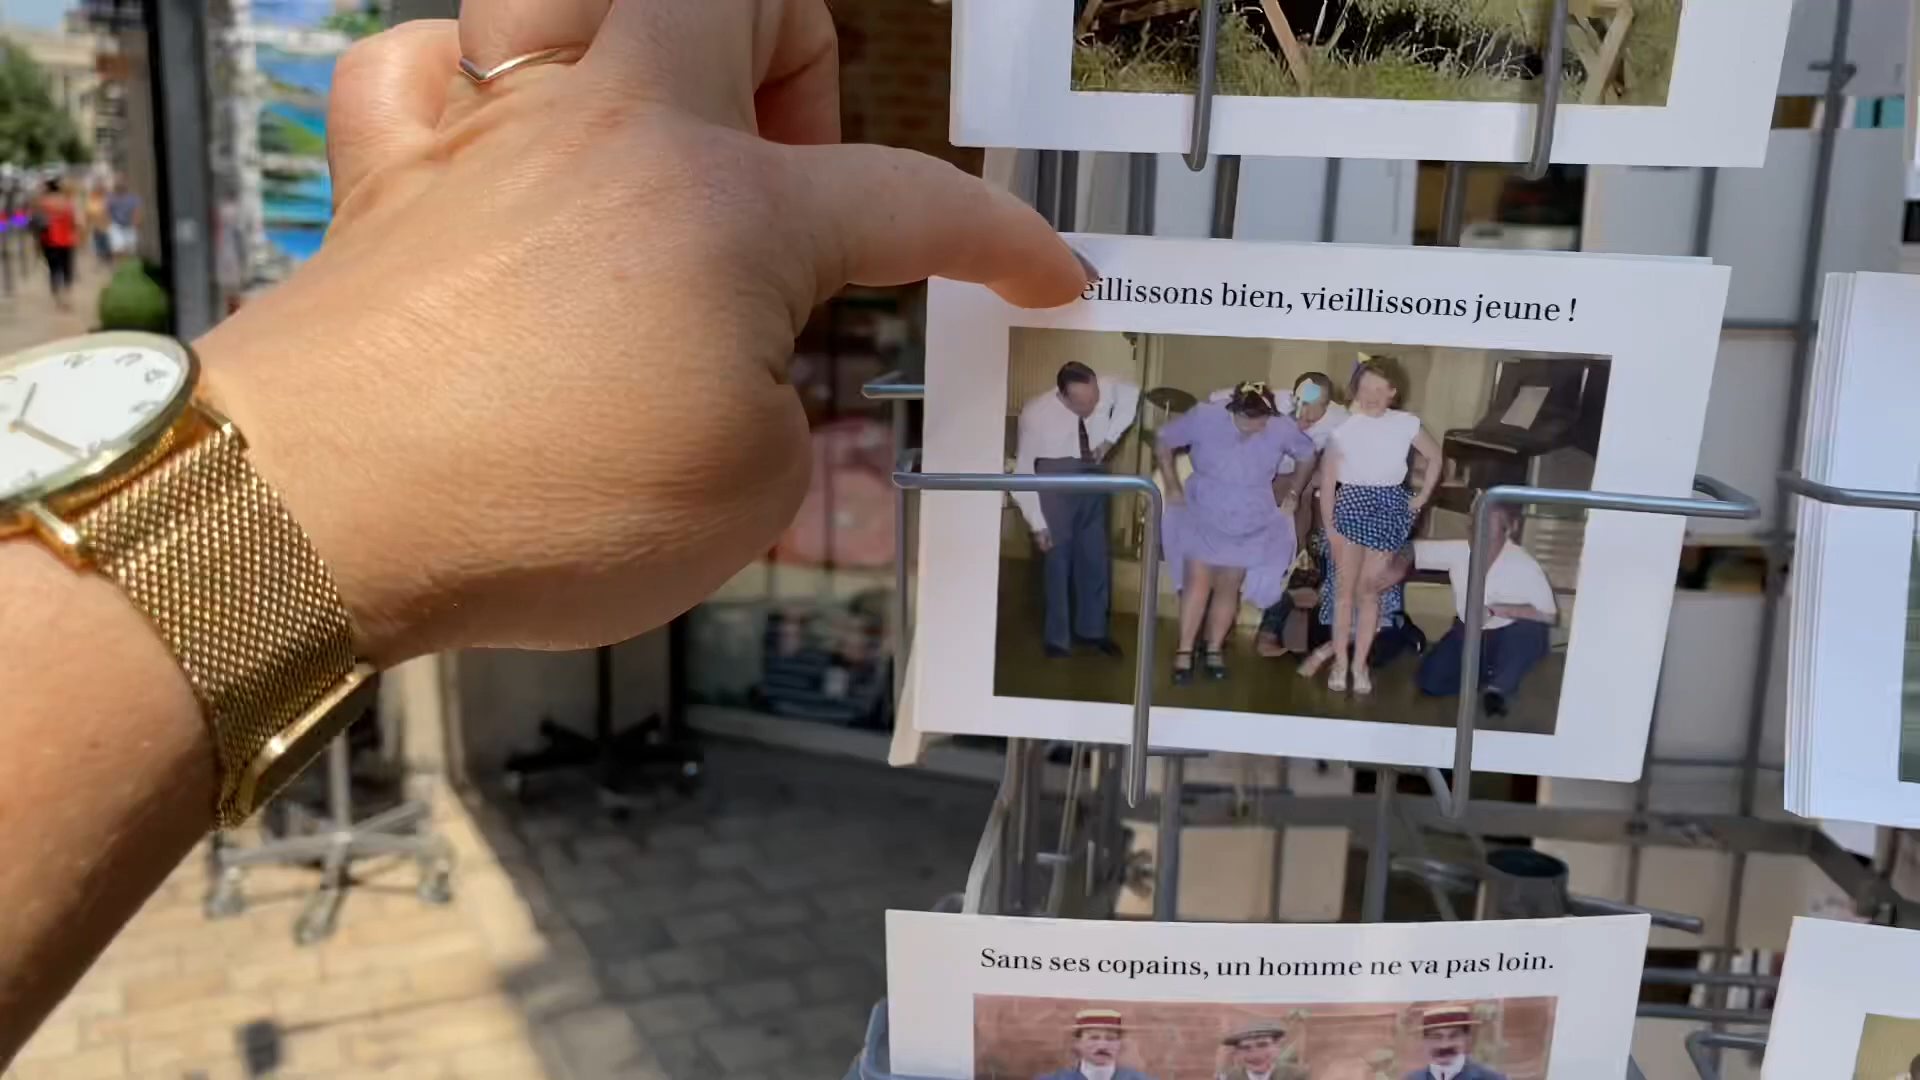 eillissons bien, vieillissons jeune !
Sans ses copains, un homme ne va pas loin.